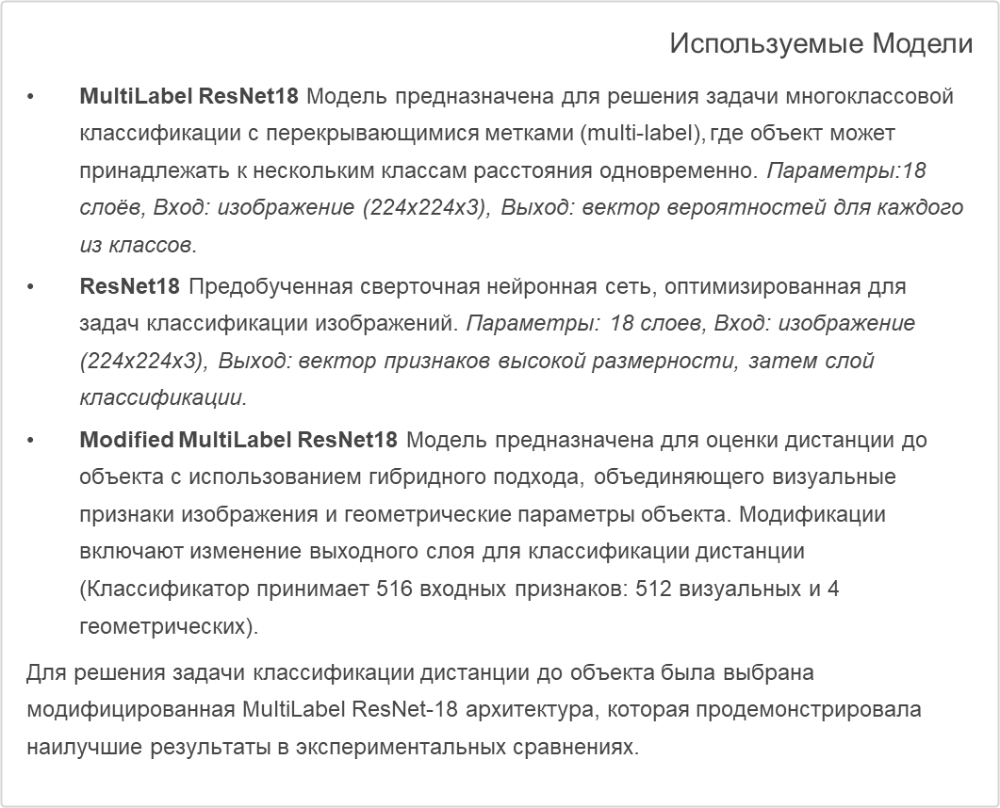 Используемые Модели
• MultiLabel ResNet18 Модель предназначена для решения задачи многоклассовой
классификации с перекрывающимися метками (multi-label), где объект может
принадлежать к нескольким классам расстояния одновременно. Параметры:18
слоёв, Вход: изображение (224x224x3), Выход: вектор вероятностей для каждого
из классов.
• ResNet18 Предобученная сверточная нейронная сеть, оптимизированная для
задач классификации изображений. Параметры: 18 слоев, Вход: изображение
(224x224x3), Выход: вектор признаков высокой размерности, затем слой
классификации.
• Modified MultiLabel ResNet18 Модель предназначена для оценки дистанции до
объекта с использованием гибридного подхода, объединяющего визуальные
признаки изображения и геометрические параметры объекта. Модификации
включают изменение выходного слоя для классификации дистанции
(Классификатор принимает 516 входных признаков: 512 визуальных и 4
геометрических).
Для решения задачи классификации дистанции до объекта была выбрана
модифицированная MultiLabel ResNet-18 архитектура, которая продемонстрировала
наилучшие результаты в экспериментальных сравнениях.